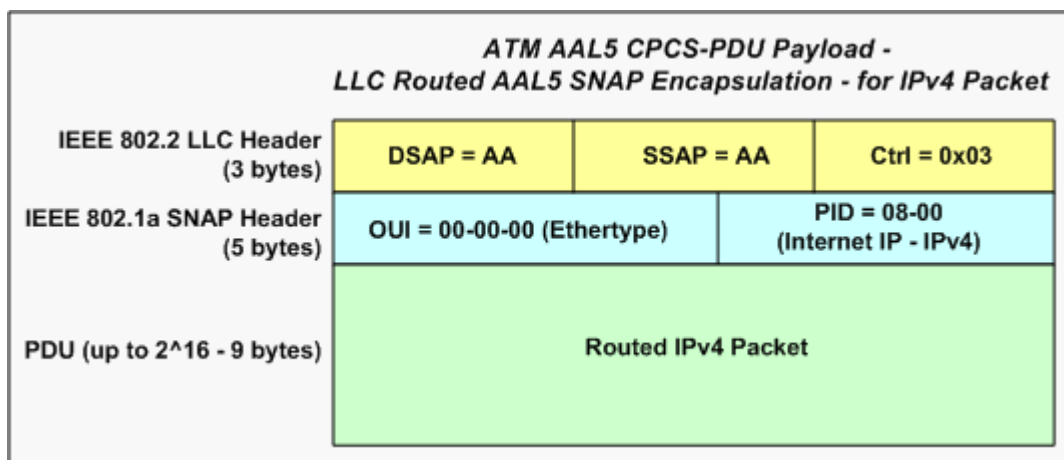 ATM AAL5 CPCS-PDU Payload -
LLC Routed AAL5 SNAP Encapsulation - for IPv4 Packet
IEEE 802.2 LLC Header
(3 bytes)
DSAP = AA
SSAP = AA
Ctrl = 0x03
IEEE 802.1a SNAP Header
(5 bytes)
OUI = 00-00-00 (Ethertype)
PID = 08-00
(Internet IP - IPv4)
PDU (up to 2^16 - 9 bytes)
Routed IPv4 Packet